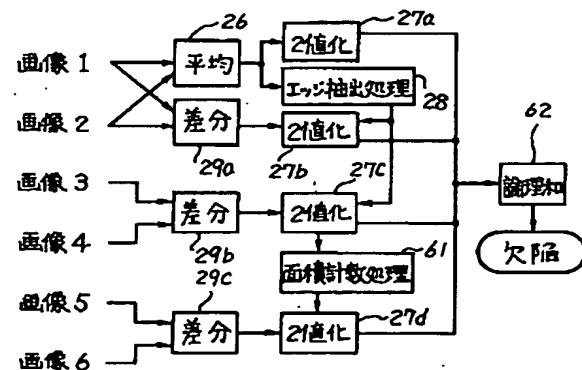 26
27a
画像1
平均
2値化
エッジ抽出処理
28
画像2
差分
2値化
29a
27b
27c
62
画像3
差分
2値化
論理和
画像4
29b
61
欠陥
29c
面積計数処理
画像5
差分
2値化
27d
画像6